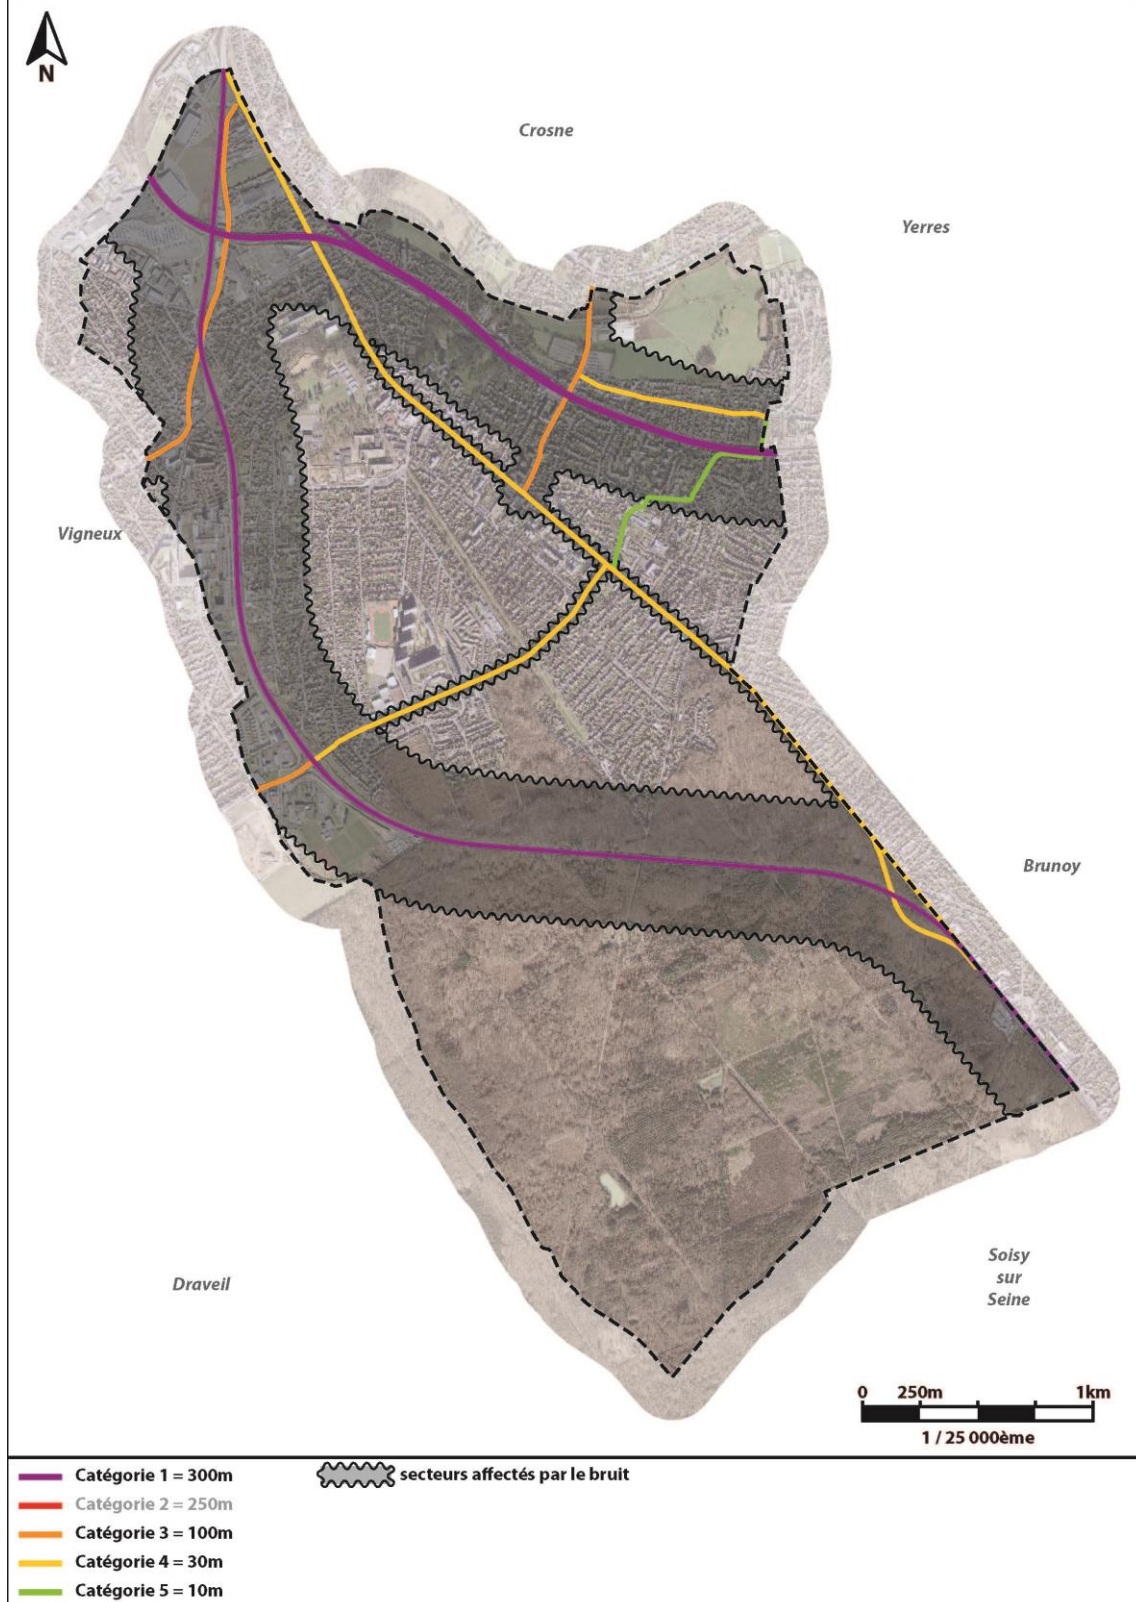 N
Crosne
Yerres
Vigneux
Brunoy
Draveil
Soisy
sur
Seine
0 250m 1km
1 / 25 000ème
Catégorie 1 = 300m
Catégorie 2 = 250m
Catégorie 3 = 100m
Catégorie 4 = 30m
Catégorie 5 = 10m
secteurs affectés par le bruit